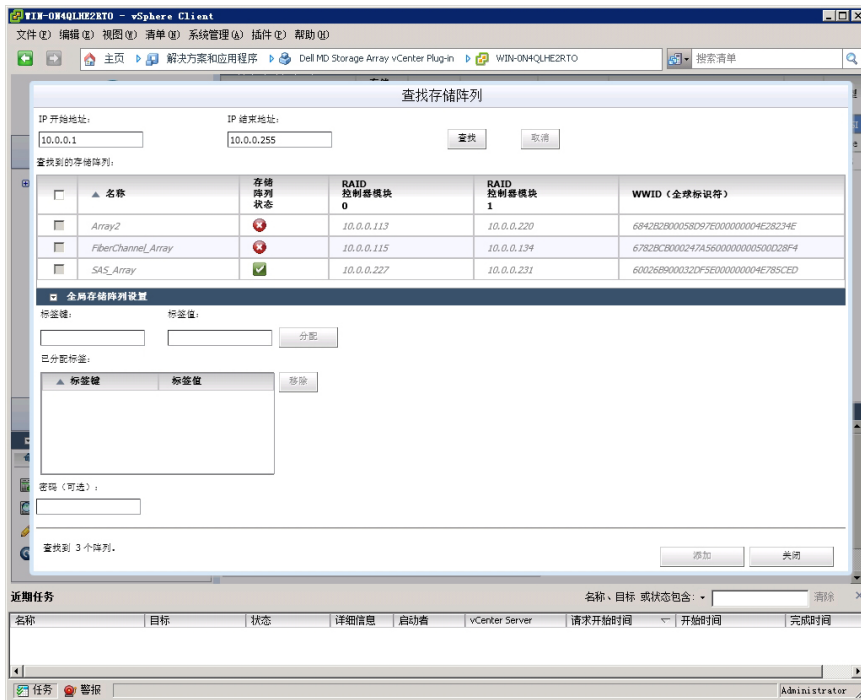 WIN-0N4QLHE2RTO - vSphere Client
文件(F) 编辑(E) 视图(V) 清单(N) 系统管理(A) 插件(P) 帮助(H)
主页 解决方案和应用程序 Dell MD Storage Array vCenter Plug-in WIN-0N4QLHE2RTO 搜索清单
查找存储阵列
IP 开始地址: IP 结束地址:
10.0.0.1 10.0.0.255 查找 取消
查找到的存储阵列:
名称 存储阵列状态 RAID 控制器模块 0 RAID 控制器模块 1 WWID(全球标识符)
Array2 10.0.0.113 10.0.0.220 6842B2B00058D97E000000004E28234E
FiberChannel_Array 10.0.0.115 10.0.0.134 6782BCB000247A5600000000500D28F4
SAS_Array 10.0.0.227 10.0.0.231 60026B900032DF5E000000004E785CED
全局存储阵列设置
标签键: 标签值:
分配
已分配标签:
标签键 标签值 移除
密码(可选):
查找到 3 个阵列.
添加 关闭
近期任务 名称、目标 或状态包含: 清除
名称 目标 状态 详细信息 启动者 vCenter Server 请求开始时间 开始时间 完成时间
任务 警报 Administrator